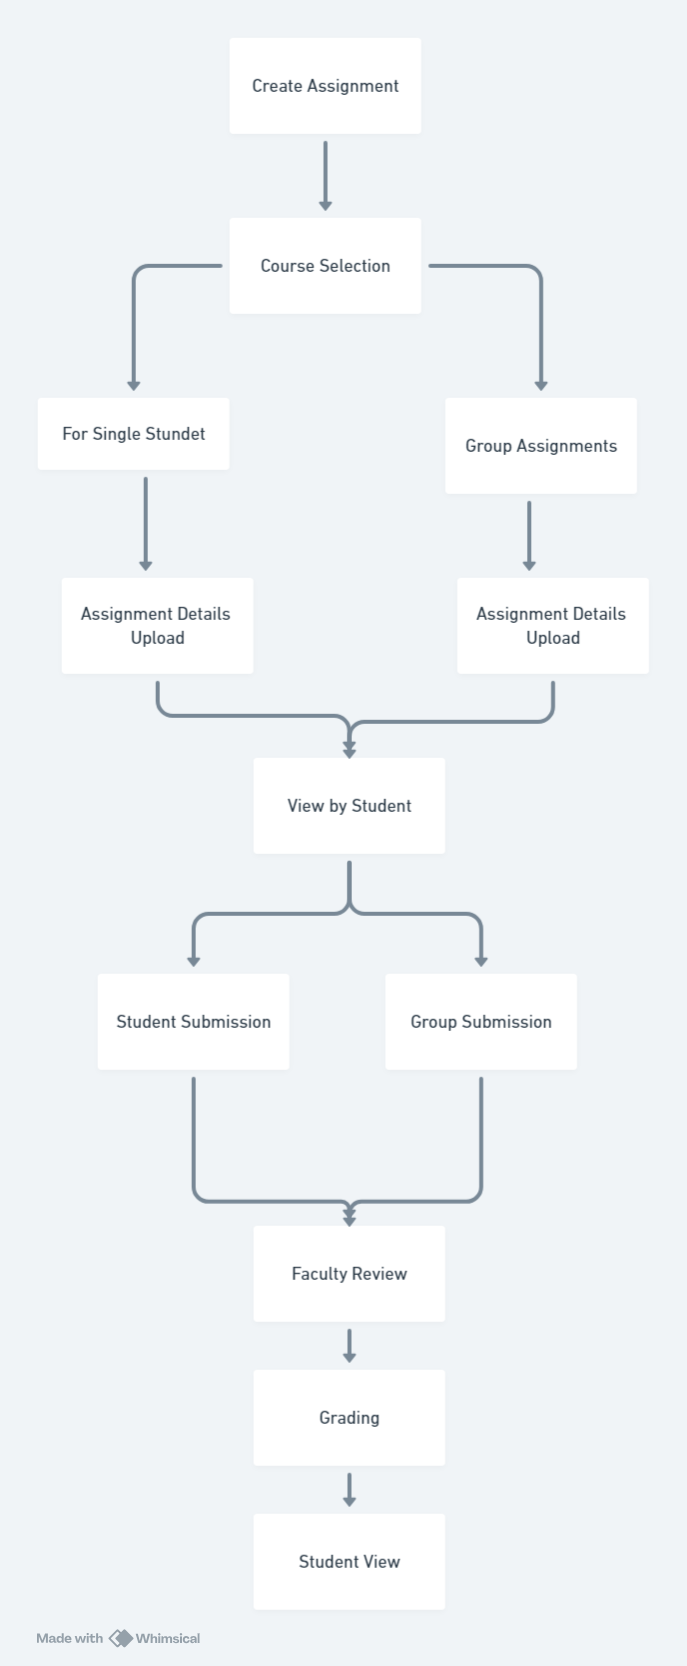 Create Assignment
Course Selection
For Single Stundet
Group Assignments
Assignment Details
Upload
Assignment Details
Upload
View by Student
Student Submission
Group Submission
Faculty Review
Grading
Student View
Made with Whimsical